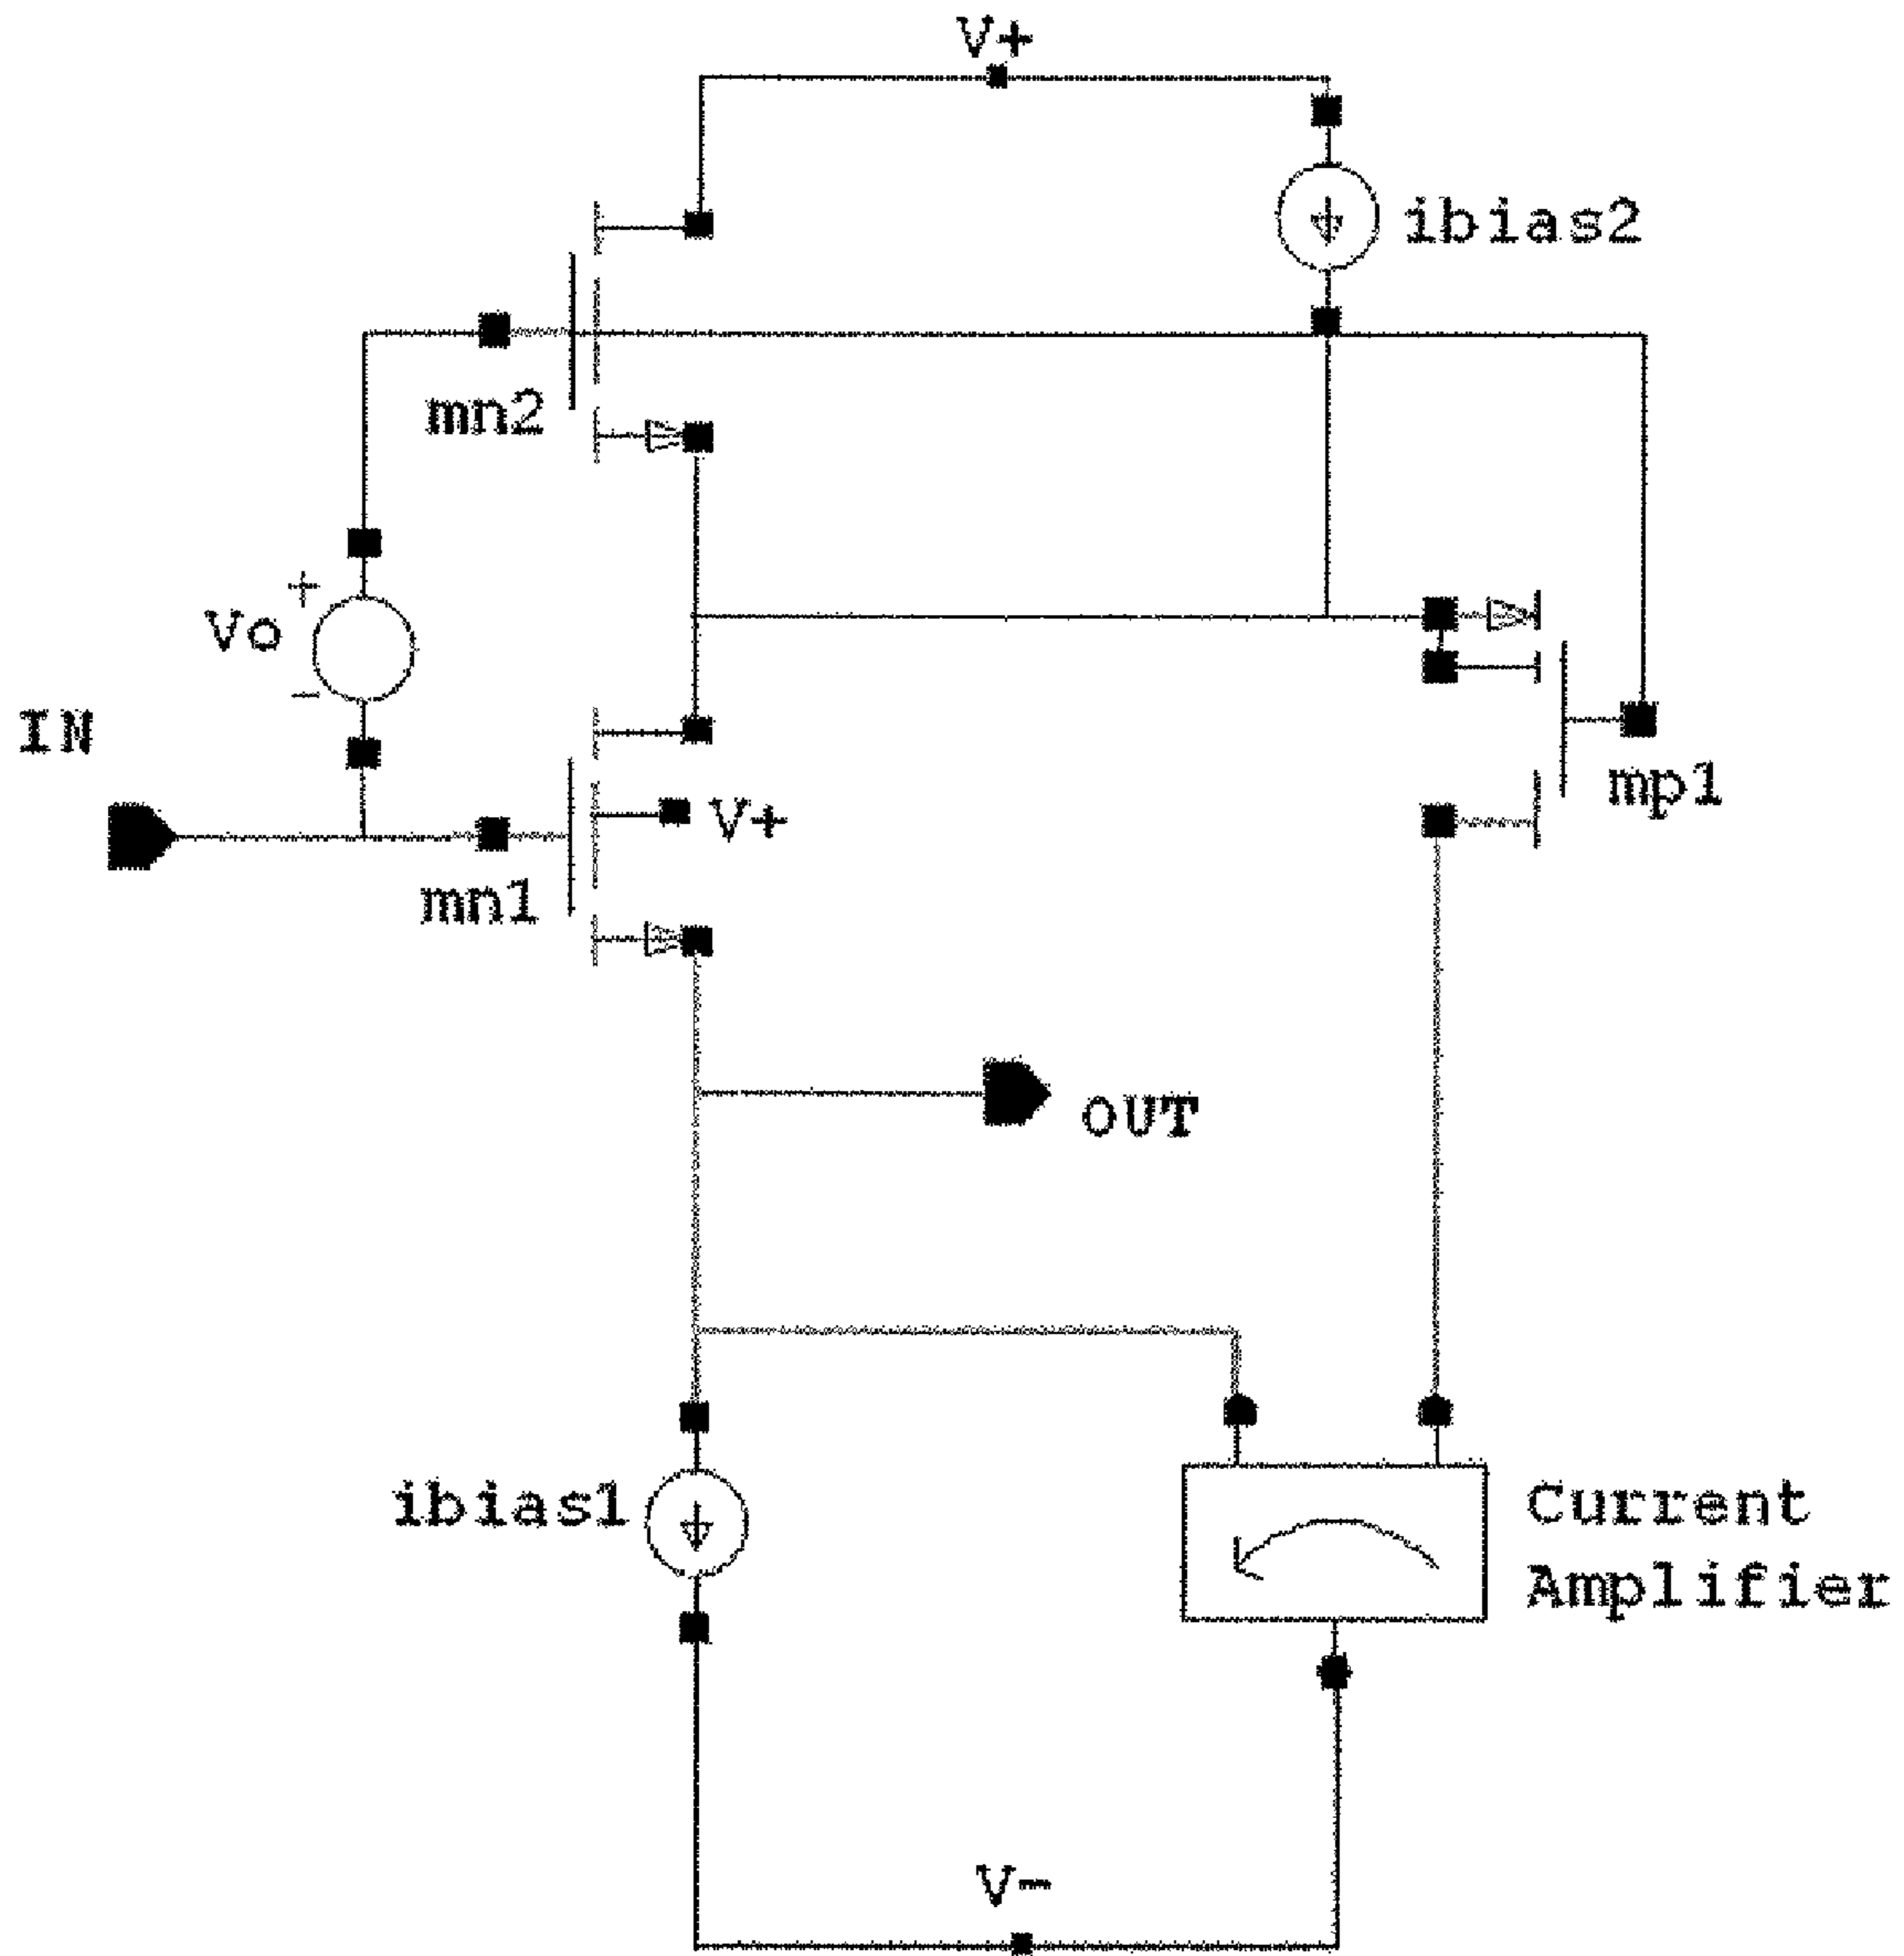 V+
ibias2
mn2
+
Vo
-
IN
V+
mp1
mn1
OUT
ibias1
Current
Amplifier
V-